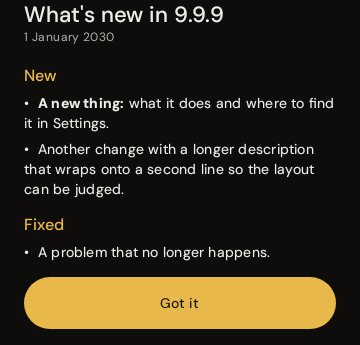 What's new in 9.9.9
1 January 2030
New
• A new thing: what it does and where to find
it in Settings.
• Another change with a longer description
that wraps onto a second line so the layout
can be judged.
Fixed
• A problem that no longer happens.
Got it